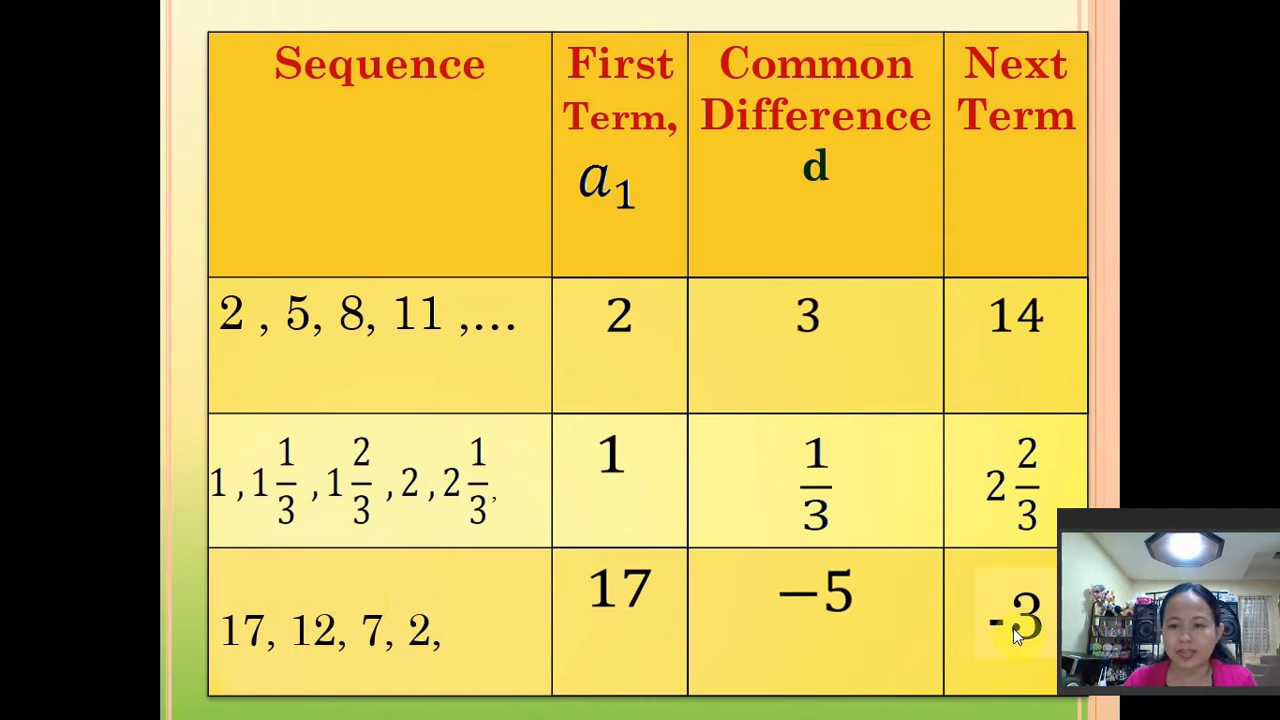 Sequence
First
Term,
a₁
Common
Difference
d
Next
Term
2 , 5, 8, 11 ,...
2
3
14
1 , 1 1/3 , 1 2/3 , 2 , 2 1/3,
1
1/3
2 2/3
17, 12, 7, 2,
17
−5
-3